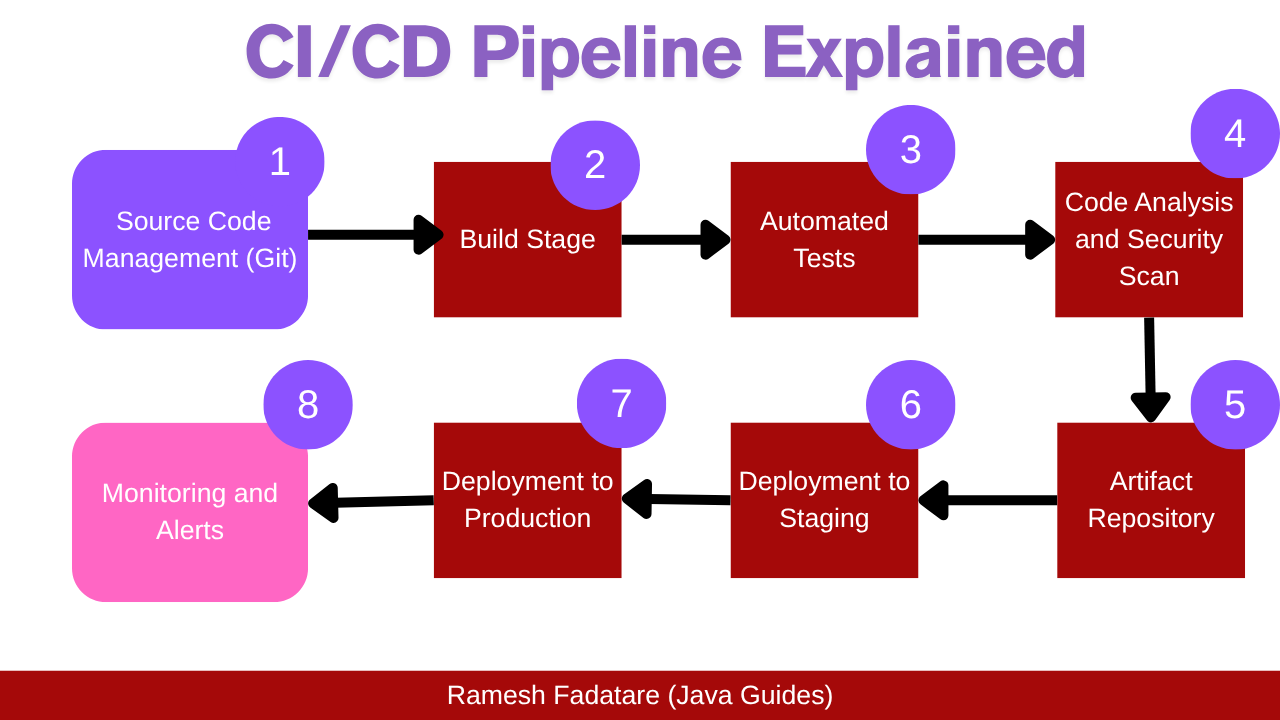 CI/CD Pipeline Explained
1
Source Code
Management (Git)
2
Build Stage
3
Automated
Tests
4
Code Analysis
and Security
Scan
5
Artifact
Repository
6
Deployment to
Staging
7
Deployment to
Production
8
Monitoring and
Alerts
Ramesh Fadatare (Java Guides)